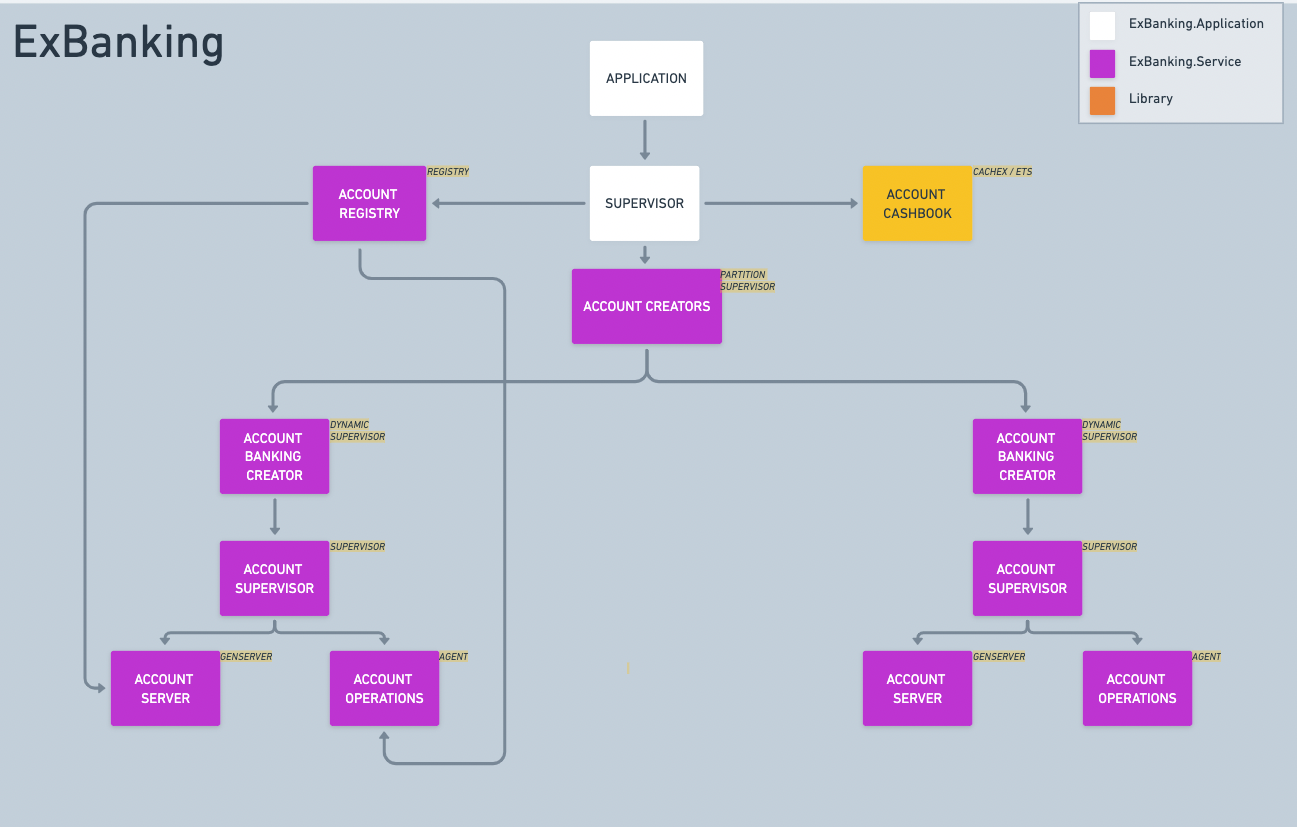 ExBanking
ExBanking.Application
ExBanking.Service
Library
APPLICATION
ACCOUNT
REGISTRY
REGISTRY
SUPERVISOR
ACCOUNT
CASHBOOK
CACHEX / ETS
ACCOUNT CREATORS
PARTITION
SUPERVISOR
ACCOUNT
BANKING
CREATOR
DYNAMIC
SUPERVISOR
ACCOUNT
BANKING
CREATOR
DYNAMIC
SUPERVISOR
ACCOUNT
SUPERVISOR
SUPERVISOR
ACCOUNT
SUPERVISOR
SUPERVISOR
ACCOUNT
SERVER
GENSERVER
ACCOUNT
OPERATIONS
AGENT
ACCOUNT
SERVER
GENSERVER
ACCOUNT
OPERATIONS
AGENT